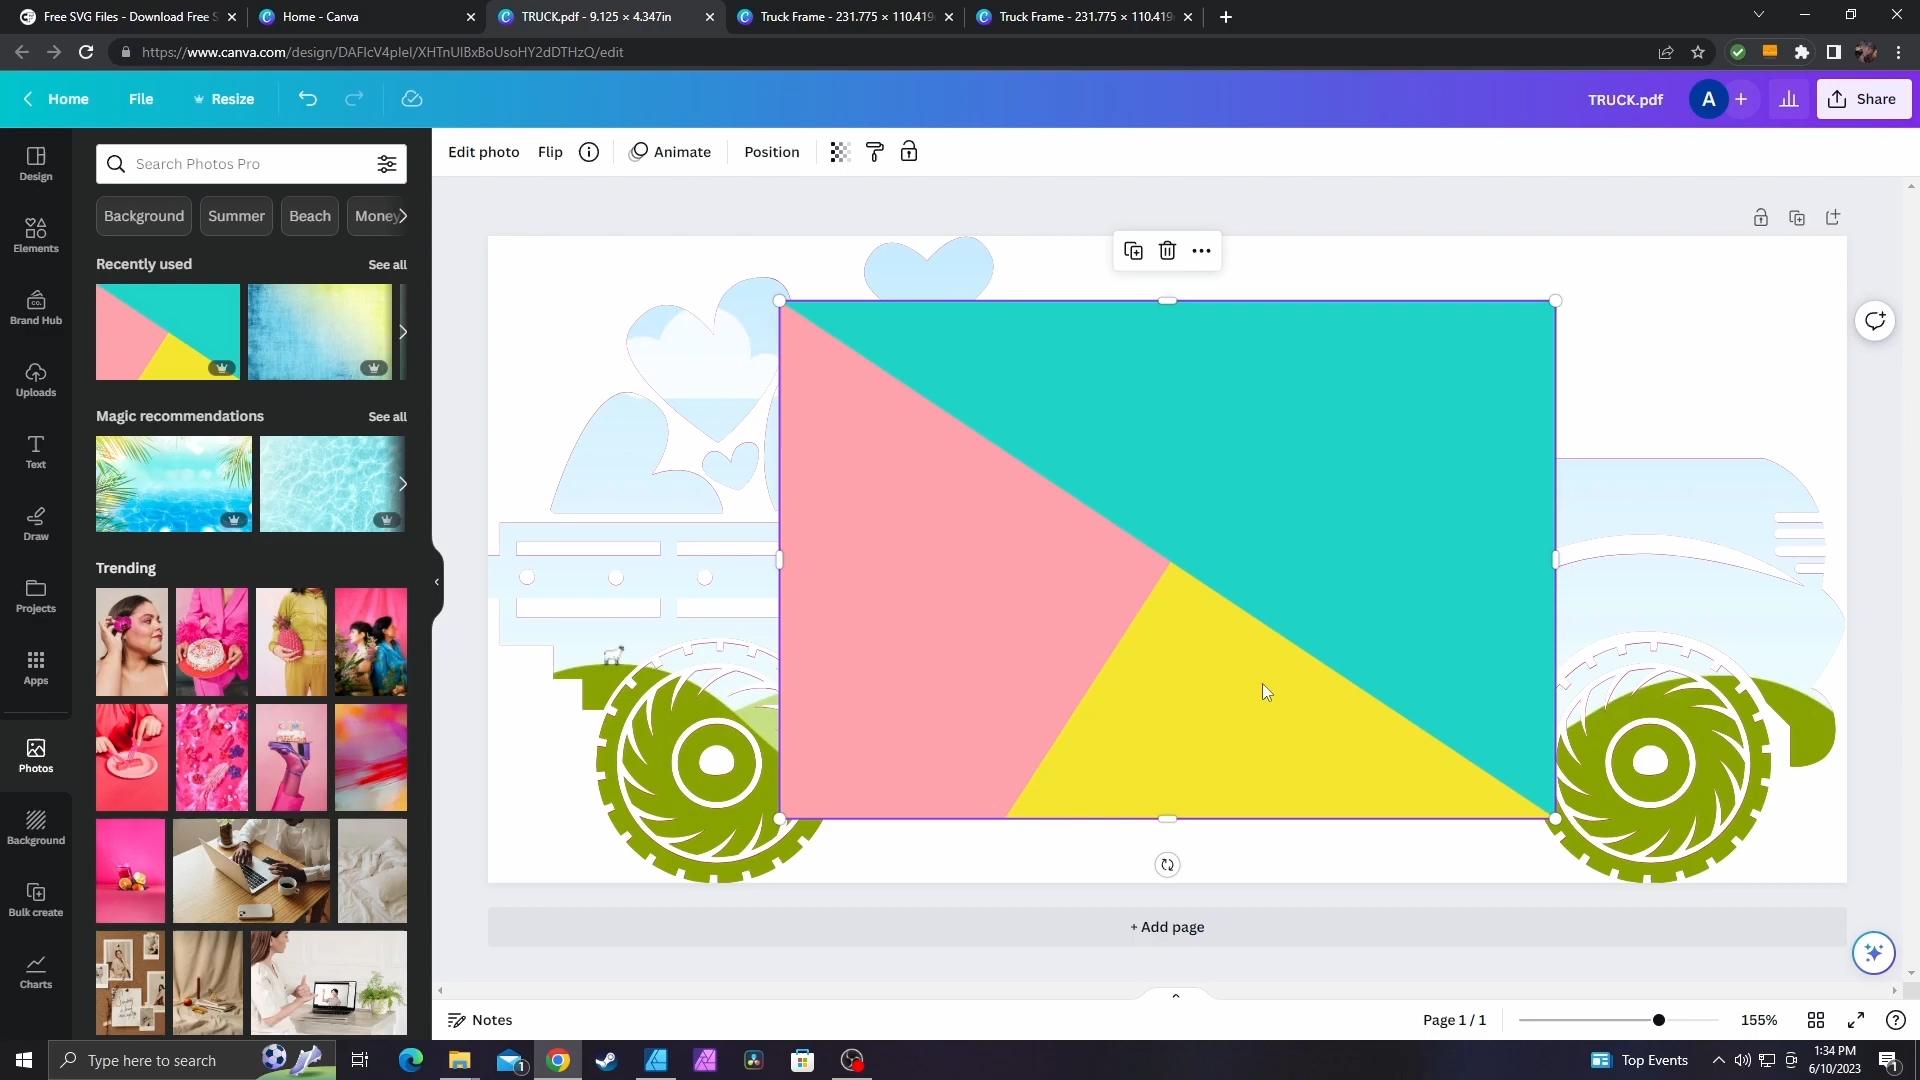 Free SVG Files - Download Free S
Home - Canva
TRUCK.pdf - 9.125 × 4.347in
Truck Frame - 231.775 × 110.419
Truck Frame - 231.775 × 110.419
https://www.canva.com/design/DAFlcV4pleI/XHTnUlBxBoUsoHY2dDTHzQ/edit
Home
File
Resize
TRUCK.pdf
A
Share
Design
Elements
Brand Hub
Uploads
Text
Draw
Projects
Apps
Photos
Background
Bulk create
Charts
Search Photos Pro
Background
Summer
Beach
Money
Recently used
See all
Magic recommendations
See all
Trending
Edit photo
Flip
Animate
Position
+ Add page
Notes
Page 1 / 1
155%
Type here to search
1
Top Events
1:34 PM
6/10/2023
1